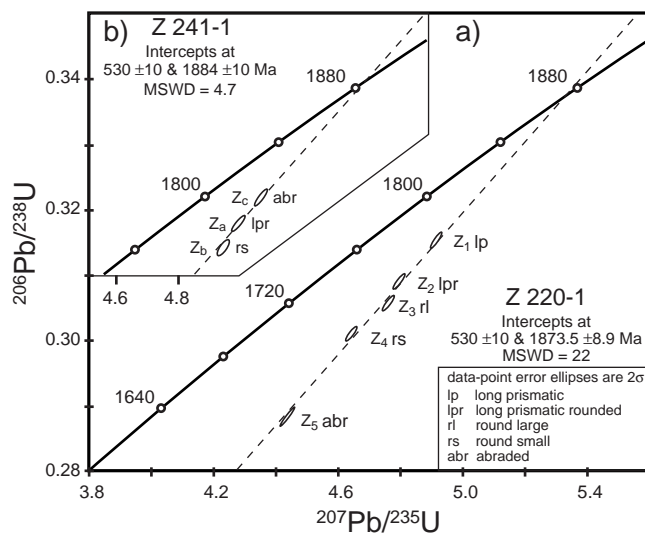 b)
Z 241-1
Intercepts at
530 ±10 & 1884 ±10 Ma
MSWD = 4.7
a)
1880
1880
0.34
1800
1800
Zc abr
Za lpr
Zb rs
0.32
4.6 4.8
Z1 lp
Z2 lpr
Z3 rl
Z4 rs
Z5 abr
1720
1640
0.30
0.28
Z 220-1
Intercepts at
530 ±10 & 1873.5 ±8.9 Ma
MSWD = 22
data-point error ellipses are 2σ
lp long prismatic
lpr long prismatic rounded
rl round large
rs round small
abr abraded
3.8 4.2 4.6 5.0 5.4
207Pb/235U
206Pb/238U